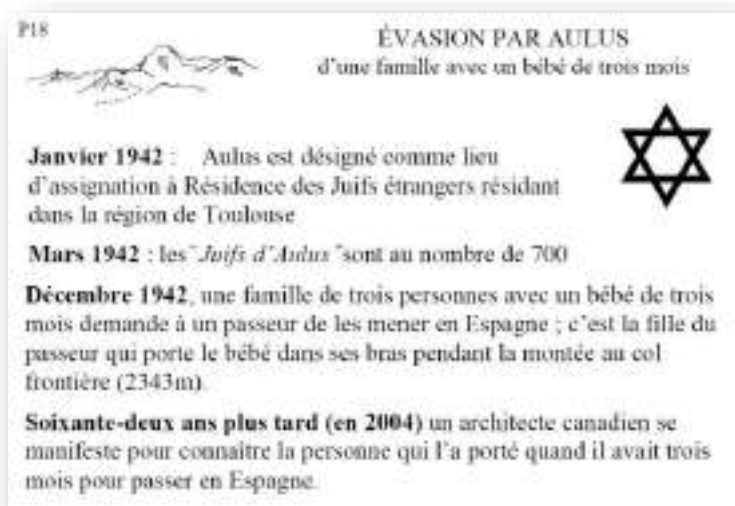 P18
ÉVASION PAR AULUS
d'une famille avec un bébé de trois mois
Janvier 1942 : Aulus est désigné comme lieu
d'assignation à Résidence des Juifs étrangers résidant
dans la région de Toulouse
Mars 1942 : les "Juifs d'Aulus" sont au nombre de 700
Décembre 1942, une famille de trois personnes avec un bébé de trois
mois demande à un passeur de les mener en Espagne ; c'est la fille du
passeur qui porte le bébé dans ses bras pendant la montée au col
frontière (2343m).
Soixante-deux ans plus tard (en 2004) un architecte canadien se
manifeste pour connaître la personne qui l'a porté quand il avait trois
mois pour passer en Espagne.